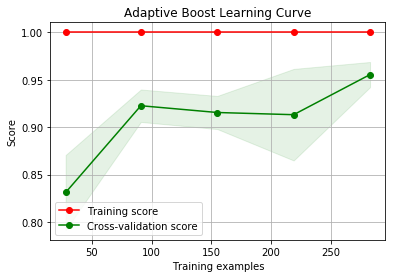 Adaptive Boost Learning Curve
1.00
0.95
0.90
0.85
0.80
Score
Training score
Cross-validation score
50 100 150 200 250
Training examples